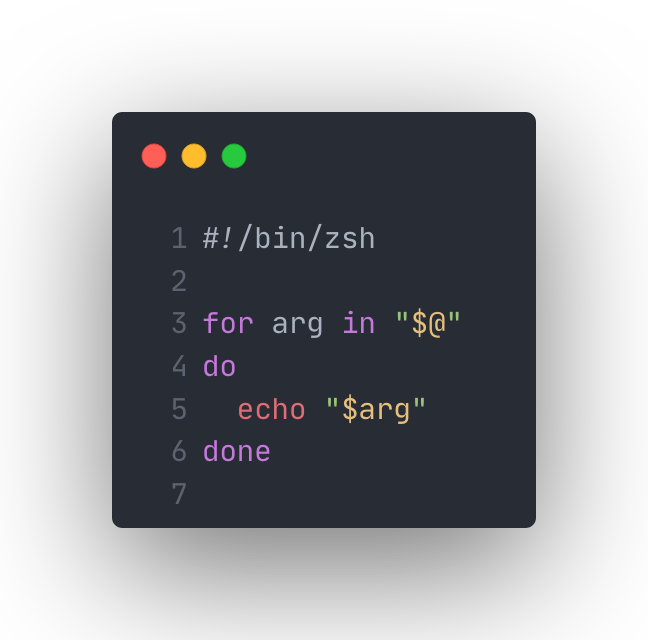 1 #!/bin/zsh
2
3 for arg in "$@"
4 do
5   echo "$arg"
6 done
7